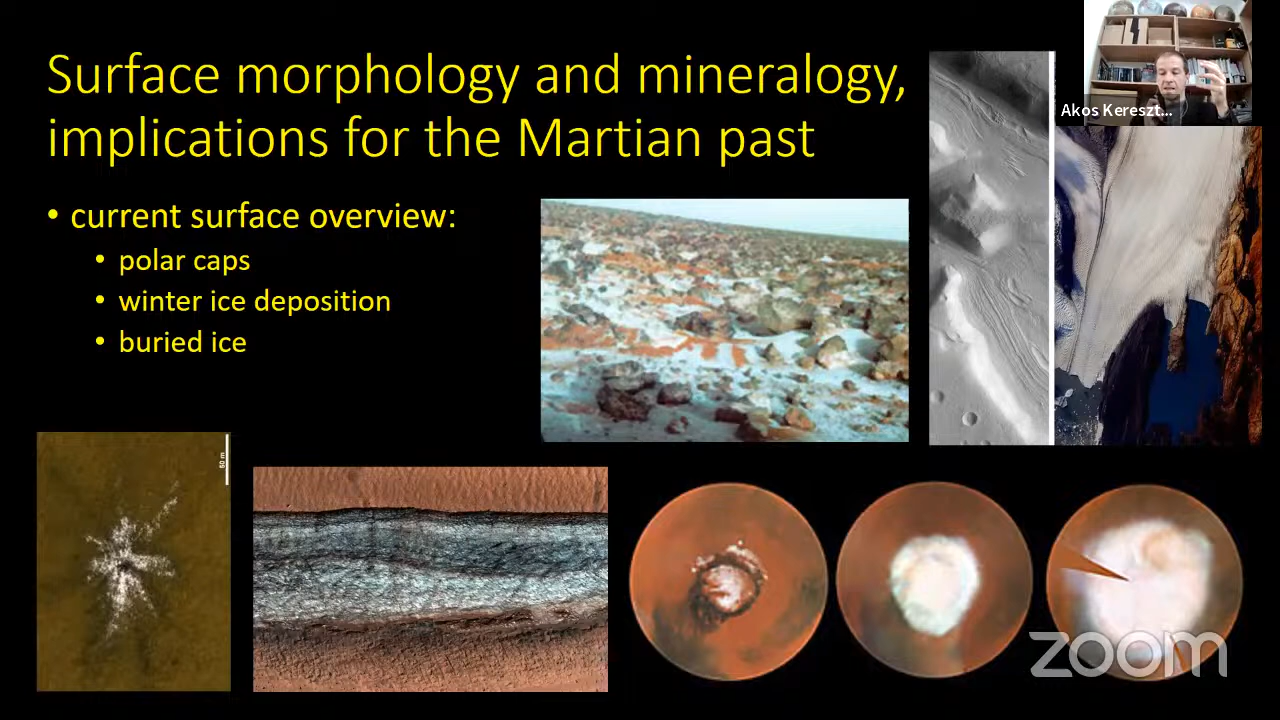 Surface morphology and mineralogy,
implications for the Martian past
• current surface overview:
• polar caps
• winter ice deposition
• buried ice
Akos Kereszt...
50 m
zoom